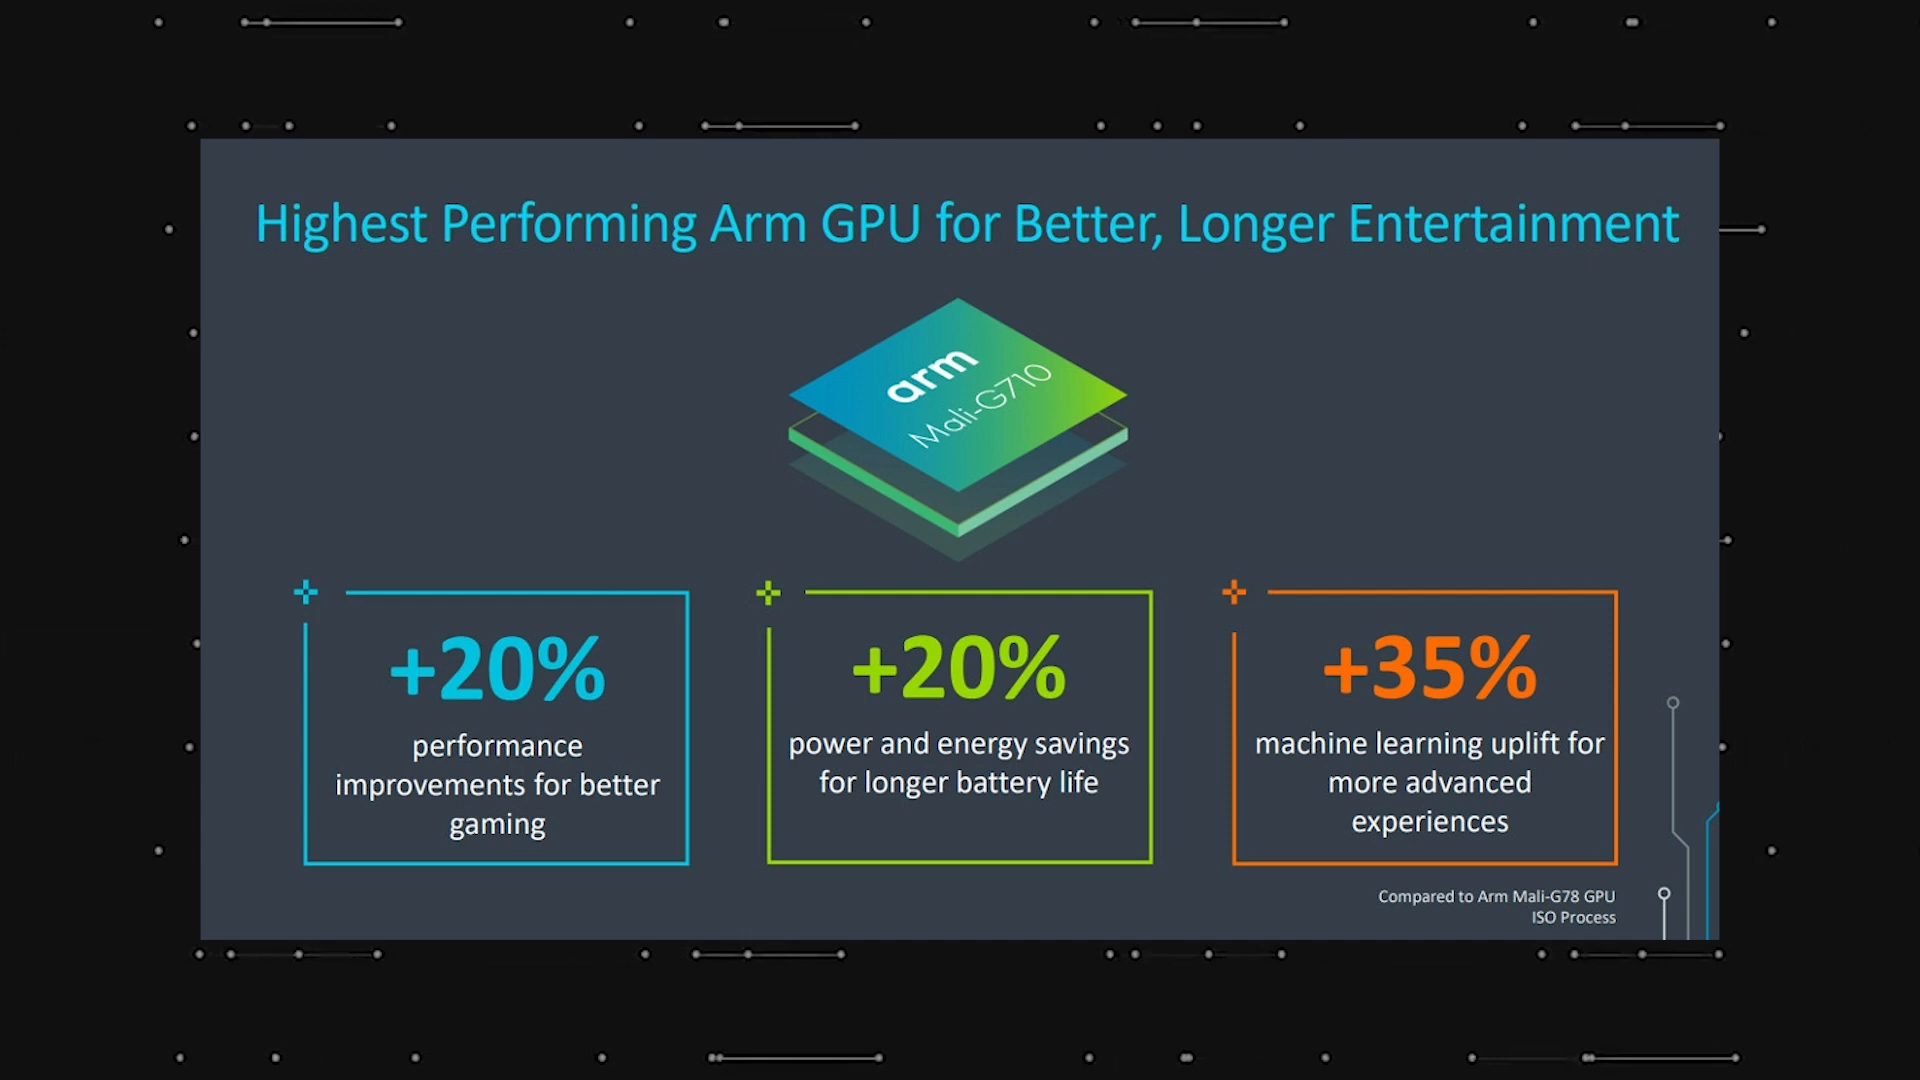 Highest Performing Arm GPU for Better, Longer Entertainment
arm
Mali-G710
+20%
performance
improvements for better
gaming
+20%
power and energy savings
for longer battery life
+35%
machine learning uplift for
more advanced
experiences
Compared to Arm Mali-G78 GPU
ISO Process